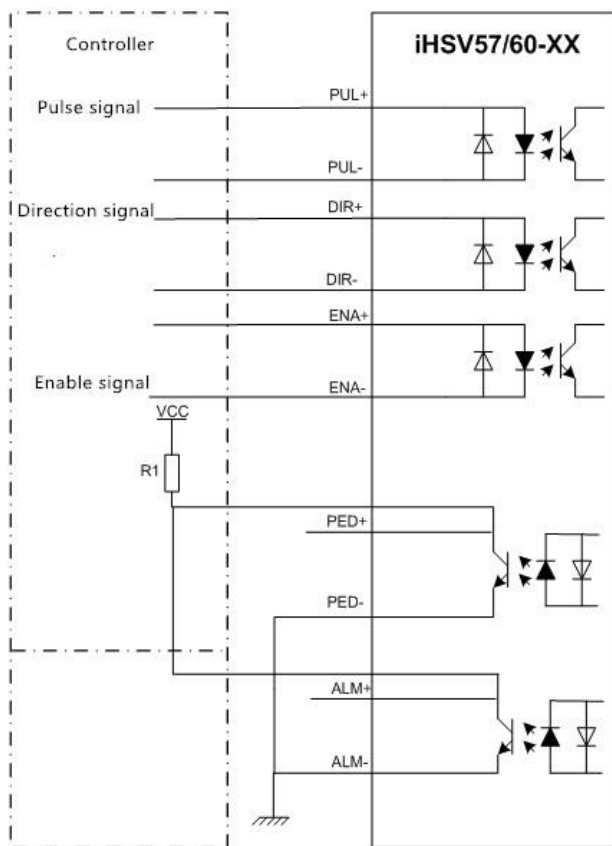 Controller
iHSV57/60-XX
PUL+
Pulse signal
PUL-
Direction signal
DIR+
DIR-
ENA+
Enable signal
ENA-
VCC
R1
PED+
PED-
ALM+
ALM-